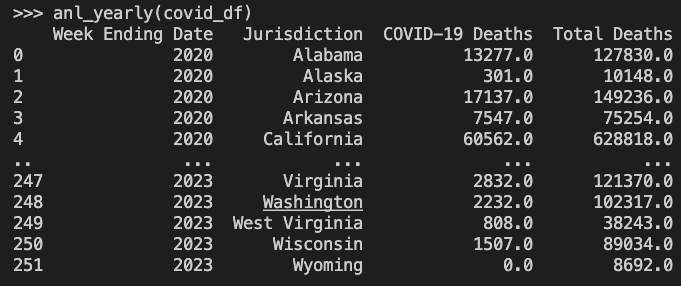 >>> anl_yearly(covid_df)
Week Ending Date Jurisdiction COVID-19 Deaths Total Deaths
0 2020 Alabama 13277.0 127830.0
1 2020 Alaska 301.0 10148.0
2 2020 Arizona 17137.0 149236.0
3 2020 Arkansas 7547.0 75254.0
4 2020 California 60562.0 628818.0
.. ... ... ... ...
247 2023 Virginia 2832.0 121370.0
248 2023 Washington 2232.0 102317.0
249 2023 West Virginia 808.0 38243.0
250 2023 Wisconsin 1507.0 89034.0
251 2023 Wyoming 0.0 8692.0